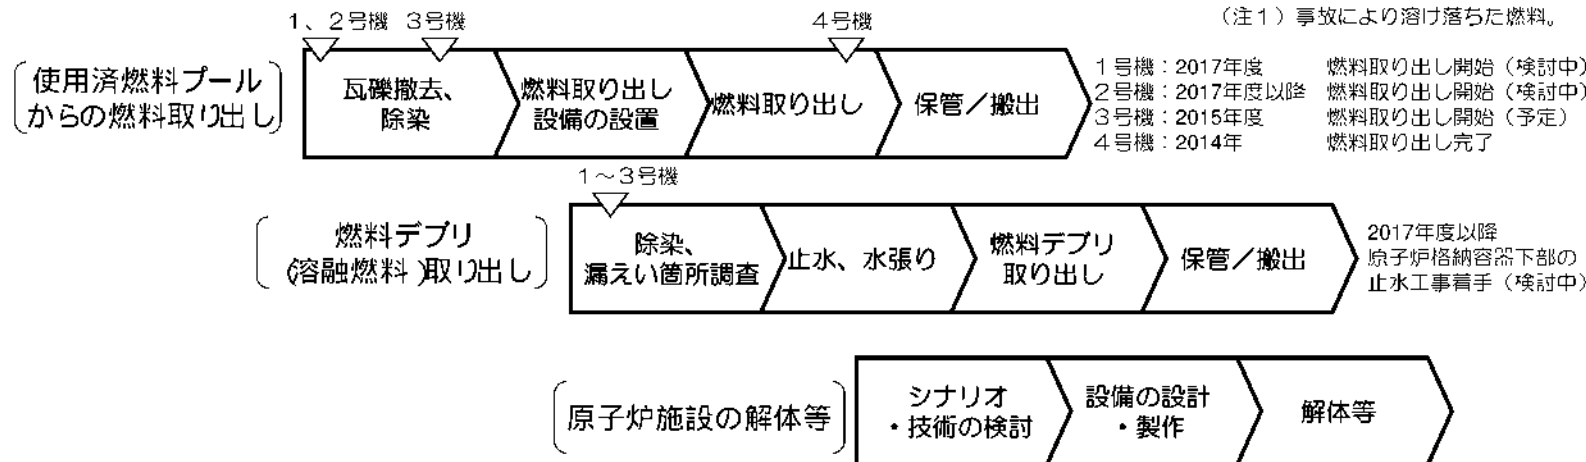 （注１）事故により溶け落ちた燃料。
１、２号機 ３号機 ４号機
使用済燃料プール
からの燃料取り出し
瓦礫撤去、
除染
燃料取り出し
設備の設置
燃料取り出し
保管／搬出
１号機：2017年度 燃料取り出し開始（検討中）
２号機：2017年度以降 燃料取り出し開始（検討中）
３号機：2015年度 燃料取り出し開始（予定）
４号機：2014年 燃料取り出し完了
１～３号機
燃料デブリ
（溶融燃料）取り出し
除染、
漏えい箇所調査
止水、水張り
燃料デブリ
取り出し
保管／搬出
2017年度以降
原子炉格納容器下部の
止水工事着手（検討中）
原子炉施設の解体等
シナリオ
・技術の検討
設備の設計
・製作
解体等